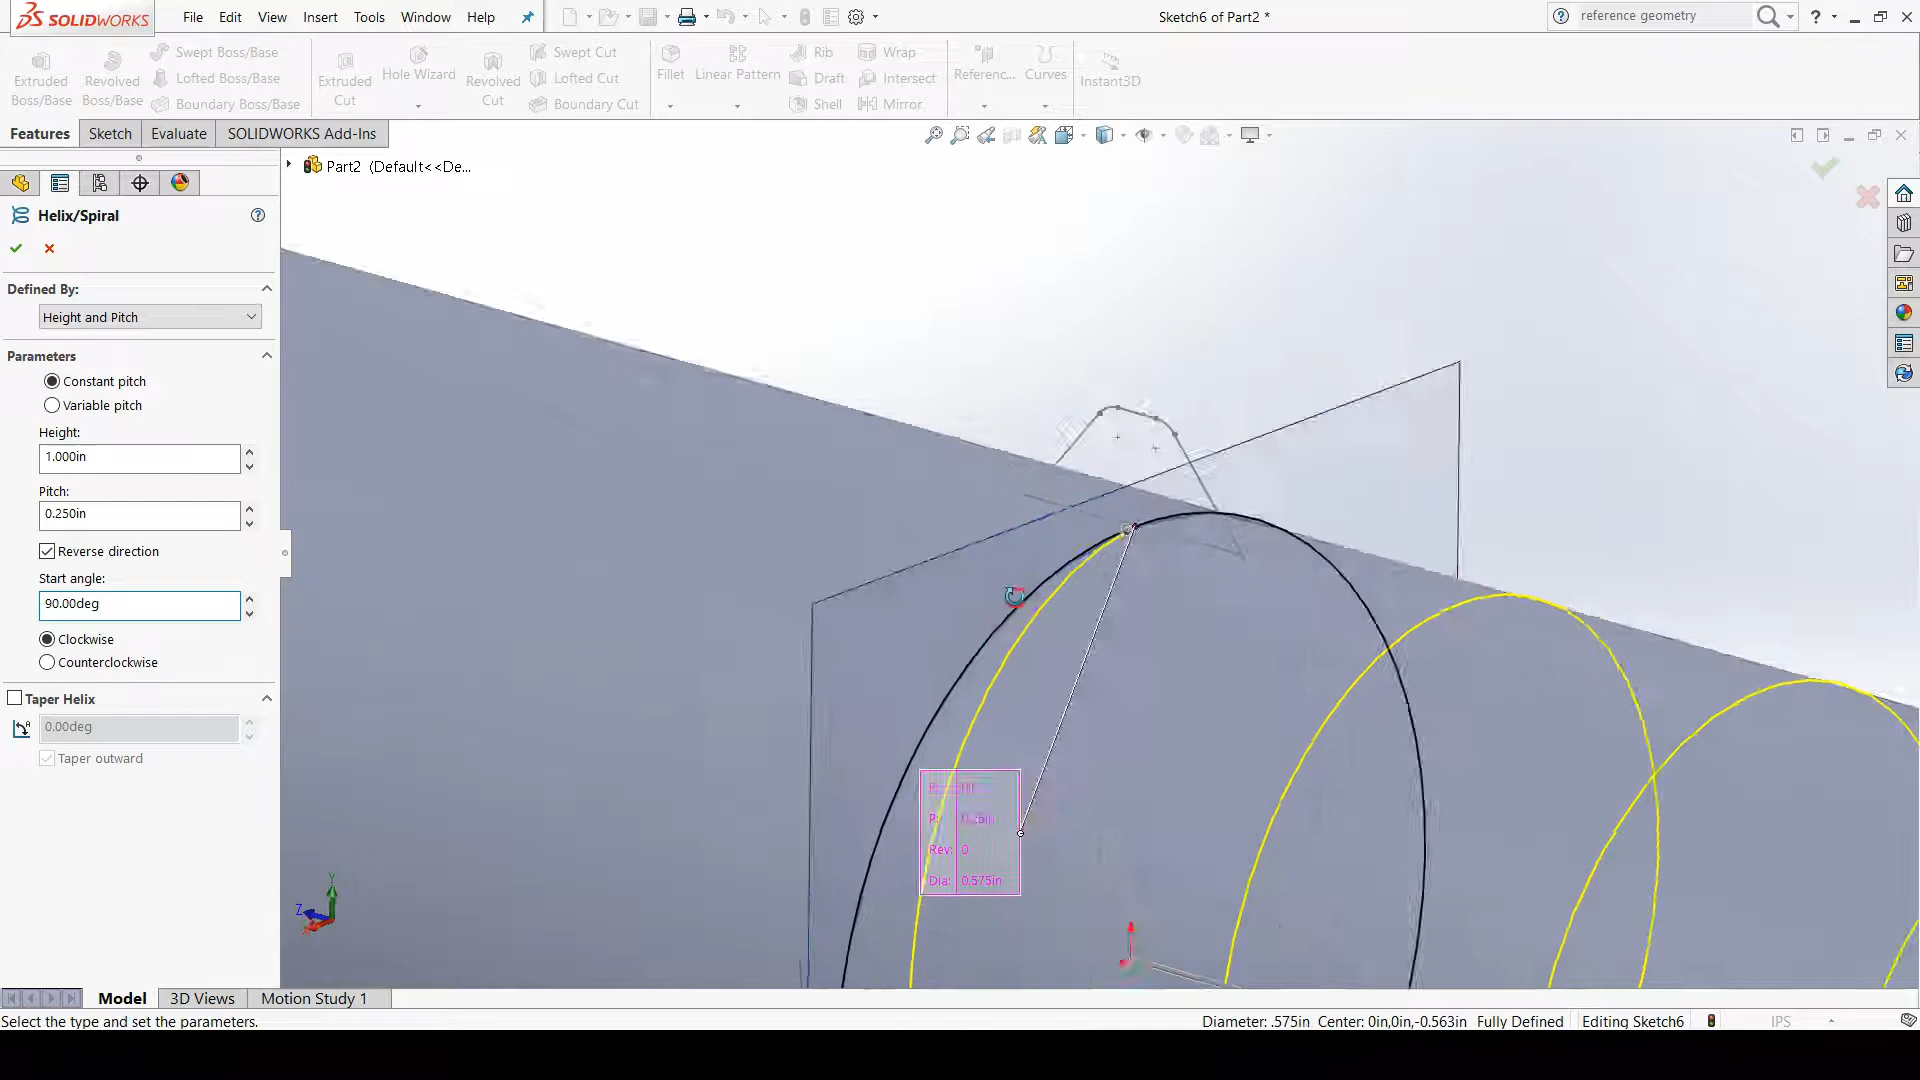 SOLIDWORKS
File Edit View Insert Tools Window Help
Sketch6 of Part2 *
reference geometry
Extruded Boss/Base
Revolved Boss/Base
Swept Boss/Base
Lofted Boss/Base
Boundary Boss/Base
Extruded Cut
Hole Wizard
Revolved Cut
Swept Cut
Lofted Cut
Boundary Cut
Fillet
Linear Pattern
Rib
Draft
Shell
Wrap
Intersect
Mirror
Referenc...
Curves
Instant3D
Features Sketch Evaluate SOLIDWORKS Add-Ins
Part2 (Default<<De...
Helix/Spiral
Defined By:
Height and Pitch
Parameters
Constant pitch
Variable pitch
Height:
1.000in
Pitch:
0.250in
Reverse direction
Start angle:
90.00deg
Clockwise
Counterclockwise
Taper Helix
0.00deg
Taper outward
P:
Rev: 0
Dia: 0.575in
Y
Z
Model 3D Views Motion Study 1
Select the type and set the parameters.
Diameter: .575in Center: 0in,0in,-0.563in Fully Defined Editing Sketch6 IPS